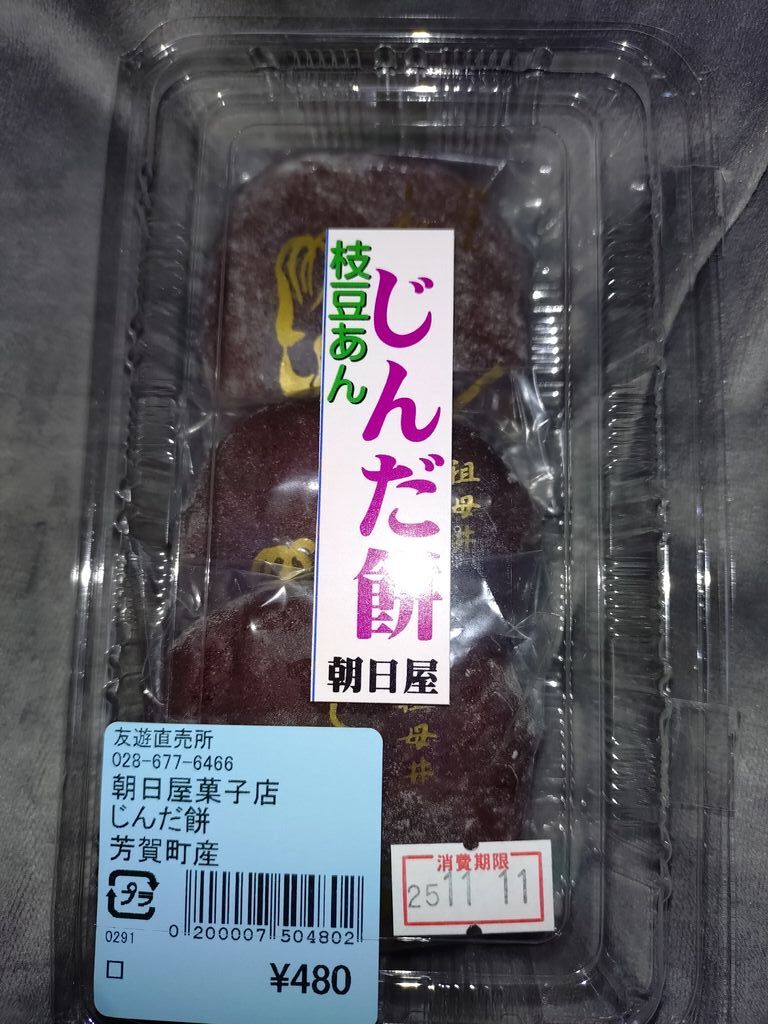 じんだ餅
枝豆あん
朝日屋
祖母井
祖母井
友遊直売所
028-677-6466
朝日屋菓子店
じんだ餅
芳賀町産
プラ
0291
0 200007 504802
¥480
消費期限
25 11 11